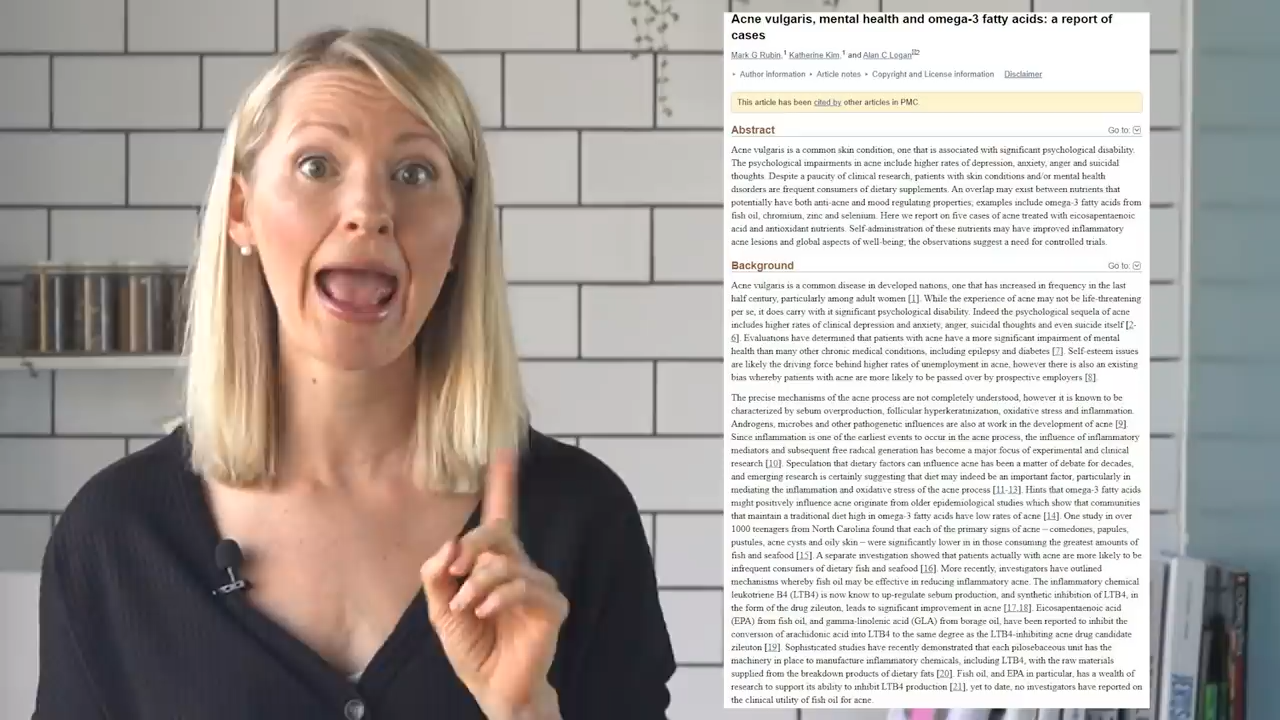 Acne vulgaris, mental health and omega-3 fatty acids: a report of
cases
Mark G Rubin,1 Katherine Kim,1 and Alan C Logan
• Author information • Article notes • Copyright and License information Disclaimer
This article has been cited by other articles in PMC.
Abstract Go to:
Acne vulgaris is a common skin condition, one that is associated with significant psychological disability.
The psychological impairments in acne include higher rates of depression, anxiety, anger and suicidal
thoughts. Despite a paucity of clinical research, patients with skin conditions and/or mental health
disorders are frequent consumers of dietary supplements. An overlap may exist between nutrients that
potentially have both anti-acne and mood regulating properties; examples include omega-3 fatty acids from
fish oil, chromium, zinc and selenium. Here we report on five cases of acne treated with eicosapentaenoic
acid and antioxidant nutrients. Self-administration of these nutrients may have improved inflammatory
acne lesions and global aspects of well-being; the observations suggest a need for controlled trials.
Background Go to:
Acne vulgaris is a common disease in developed nations, one that has increased in frequency in the last
half century, particularly among adult women [1]. While the experience of acne may not be life-threatening
per se, it does carry with it significant psychological disability. Indeed the psychological sequela of acne
includes higher rates of clinical depression and anxiety, anger, suicidal thoughts and even suicide itself [2-
6]. Evaluations have determined that patients with acne have a more significant impairment of mental
health than many other chronic medical conditions, including epilepsy and diabetes [7]. Self-esteem issues
are likely the driving force behind higher rates of unemployment in acne, however there is also an existing
bias whereby patients with acne are more likely to be passed over by prospective employers [8].
The precise mechanisms of the acne process are not completely understood, however it is known to be
characterized by sebum overproduction, follicular hyperkeratinization, oxidative stress and inflammation.
Androgens, microbes and other pathogenetic influences are also at work in the development of acne [9].
Since inflammation is one of the earliest events to occur in the acne process, the influence of inflammatory
mediators and subsequent free radical generation has become a major focus of experimental and clinical
research [10]. Speculation that dietary factors can influence acne has been a matter of debate for decades,
and emerging research is certainly suggesting that diet may indeed be an important factor, particularly in
mediating the inflammation and oxidative stress of the acne process [11-13]. Hints that omega-3 fatty acids
might positively influence acne originate from older epidemiological studies which show that communities
that maintain a traditional diet high in omega-3 fatty acids have low rates of acne [14]. One study in over
1000 teenagers from North Carolina found that each of the primary signs of acne – comedones, papules,
pustules, acne cysts and oily skin – were significantly lower in in those consuming the greatest amounts of
fish and seafood [15]. A separate investigation showed that patients actually with acne are more likely to be
infrequent consumers of dietary fish and seafood [16]. More recently, investigators have outlined
mechanisms whereby fish oil may be effective in reducing inflammatory acne. The inflammatory chemical
leukotriene B4 (LTB4) is now know to up-regulate sebum production, and synthetic inhibition of LTB4, in
the form of the drug zileuton, leads to significant improvement in acne [17,18]. Eicosapentaenoic acid
(EPA) from fish oil, and gamma-linolenic acid (GLA) from borage oil, have been reported to inhibit the
conversion of arachidonic acid into LTB4 to the same degree as the LTB4-inhibiting acne drug candidate
zileuton [19]. Sophisticated studies have recently demonstrated that each pilosebaceous unit has the
machinery in place to manufacture inflammatory chemicals, including LTB4, with the raw materials
supplied from the breakdown products of dietary fats [20]. Fish oil, and EPA in particular, has a wealth of
research to support its ability to inhibit LTB4 production [21], yet to date, no investigators have reported on
the clinical utility of fish oil for acne.